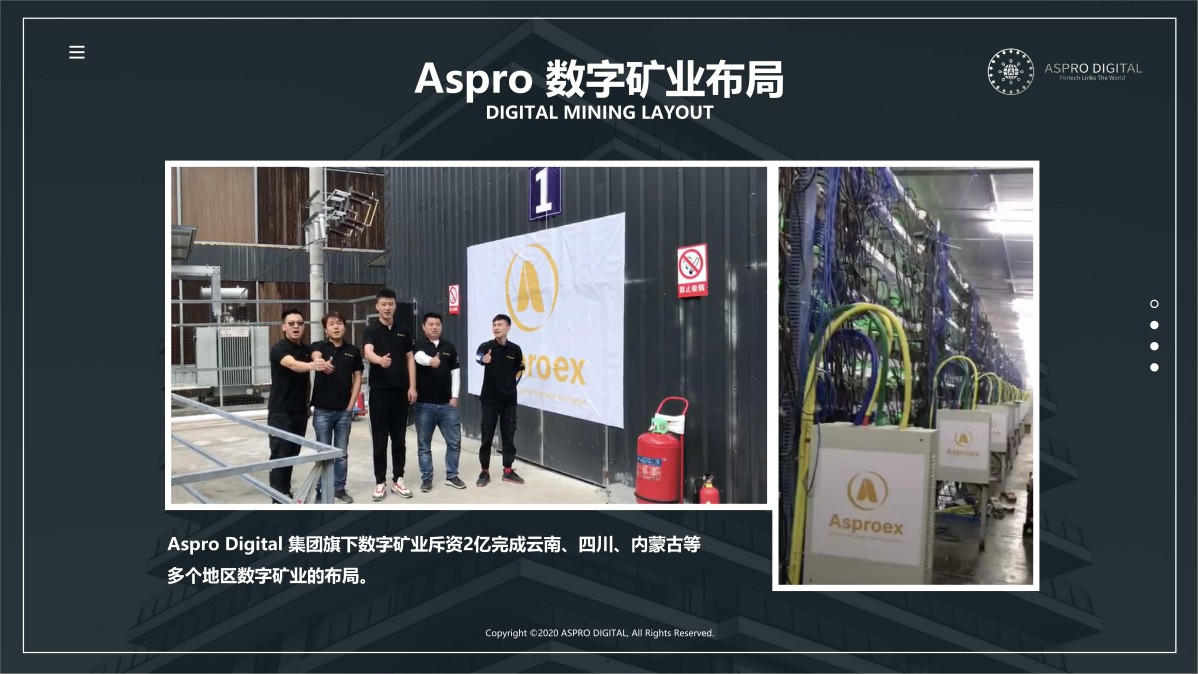 Aspro 数字矿业布局
DIGITAL MINING LAYOUT
ASPRO DIGITAL
Fintech Links The World
1
禁止吸烟
Asproex
Asproex
Asproex
Aspro Digital 集团旗下数字矿业斥资2亿完成云南、四川、内蒙古等
多个地区数字矿业的布局。
Copyright ©2020 ASPRO DIGITAL, All Rights Reserved.